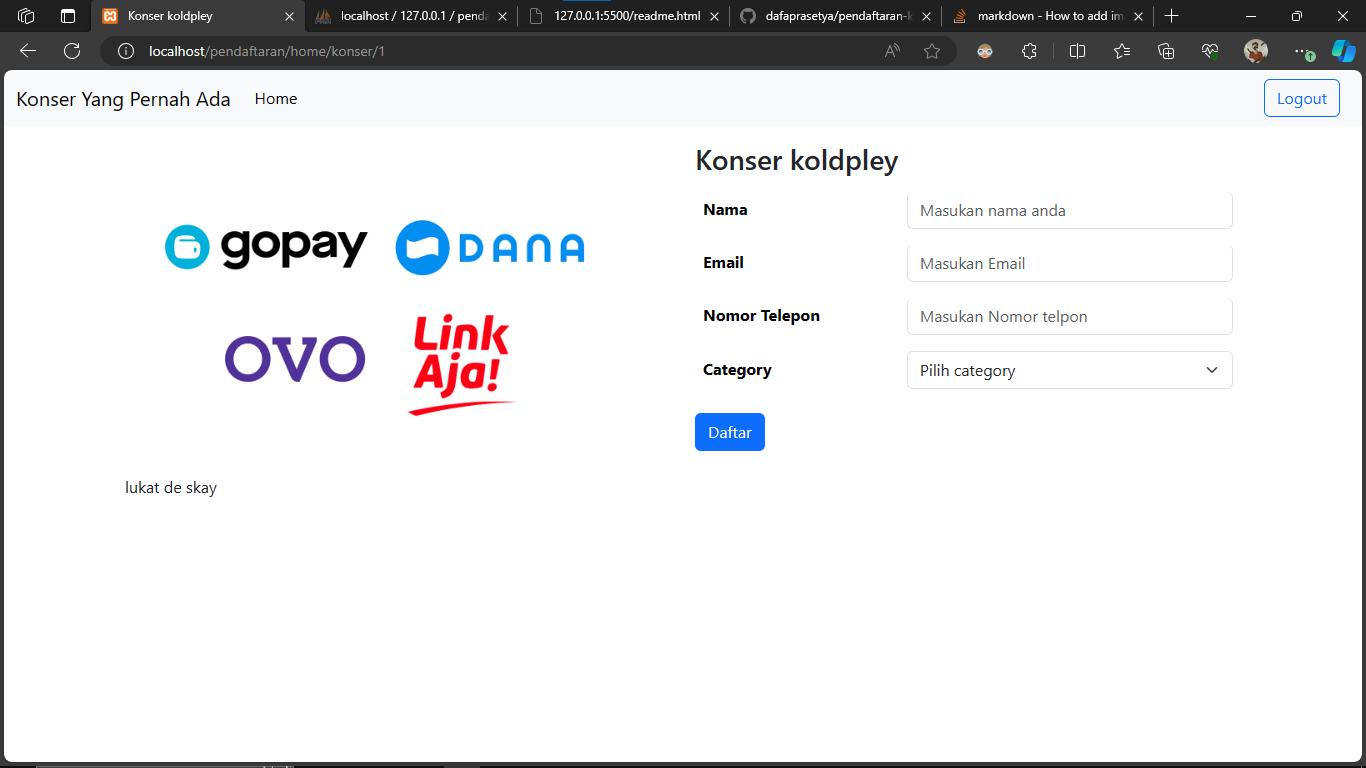 Konser koldpley
localhost / 127.0.0.1 / penda
127.0.0.1:5500/readme.html
dafaprasetya/pendaftaran-k
markdown - How to add im
localhost/pendaftaran/home/konser/1
Konser Yang Pernah Ada Home Logout
Konser koldpley
gopay DANA
OVO Link Aja!
Nama Masukan nama anda
Email Masukan Email
Nomor Telepon Masukan Nomor telpon
Category Pilih category
Daftar
lukat de skay